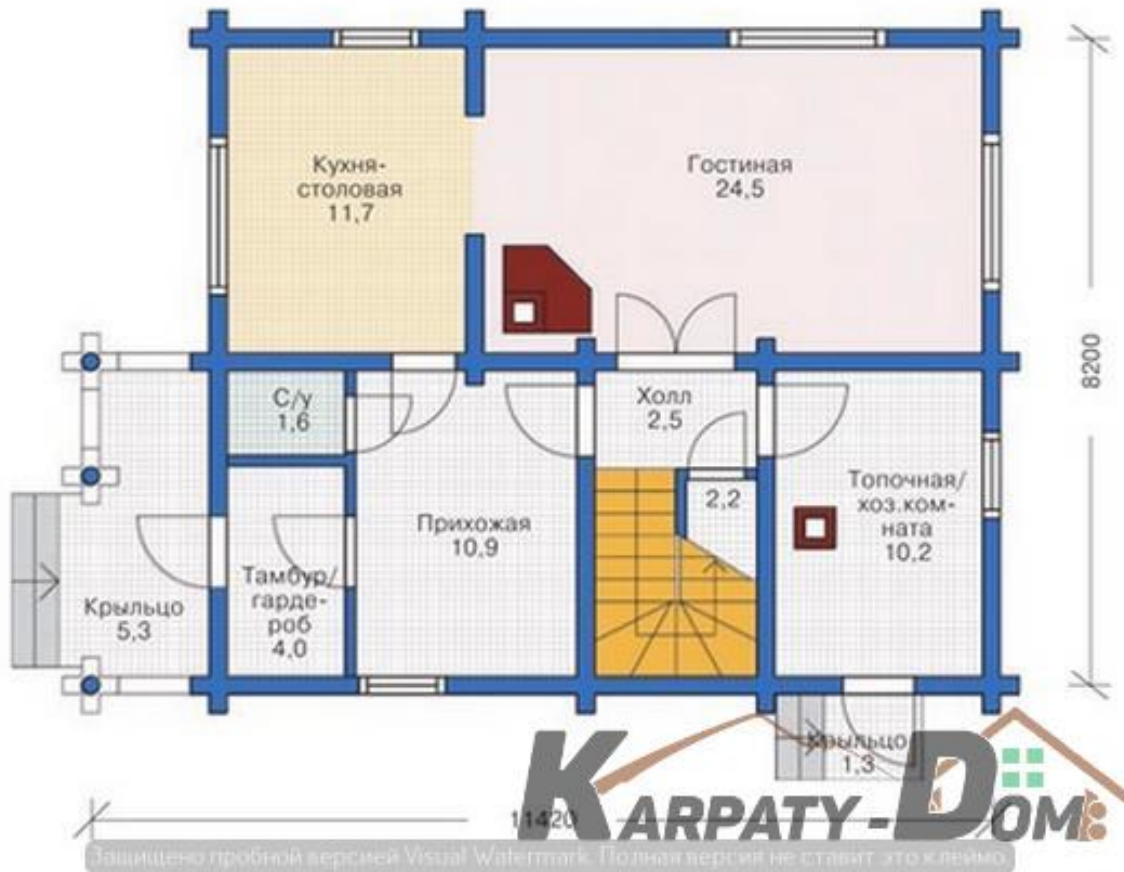 Кухня-
столовая
11,7
Гостиная
24,5
8200
С/у
1,6
Холл
2,5
2,2
Топочная/
хоз.ком-
ната
10,2
Прихожая
10,9
Тамбур/
гарде-
роб
4,0
Крыльцо
5,3
Крыльцо
1,3
11420
KARPATY-DOM
Защищено пробной версией Visual Watermark. Полная версия не ставит это клеймо.